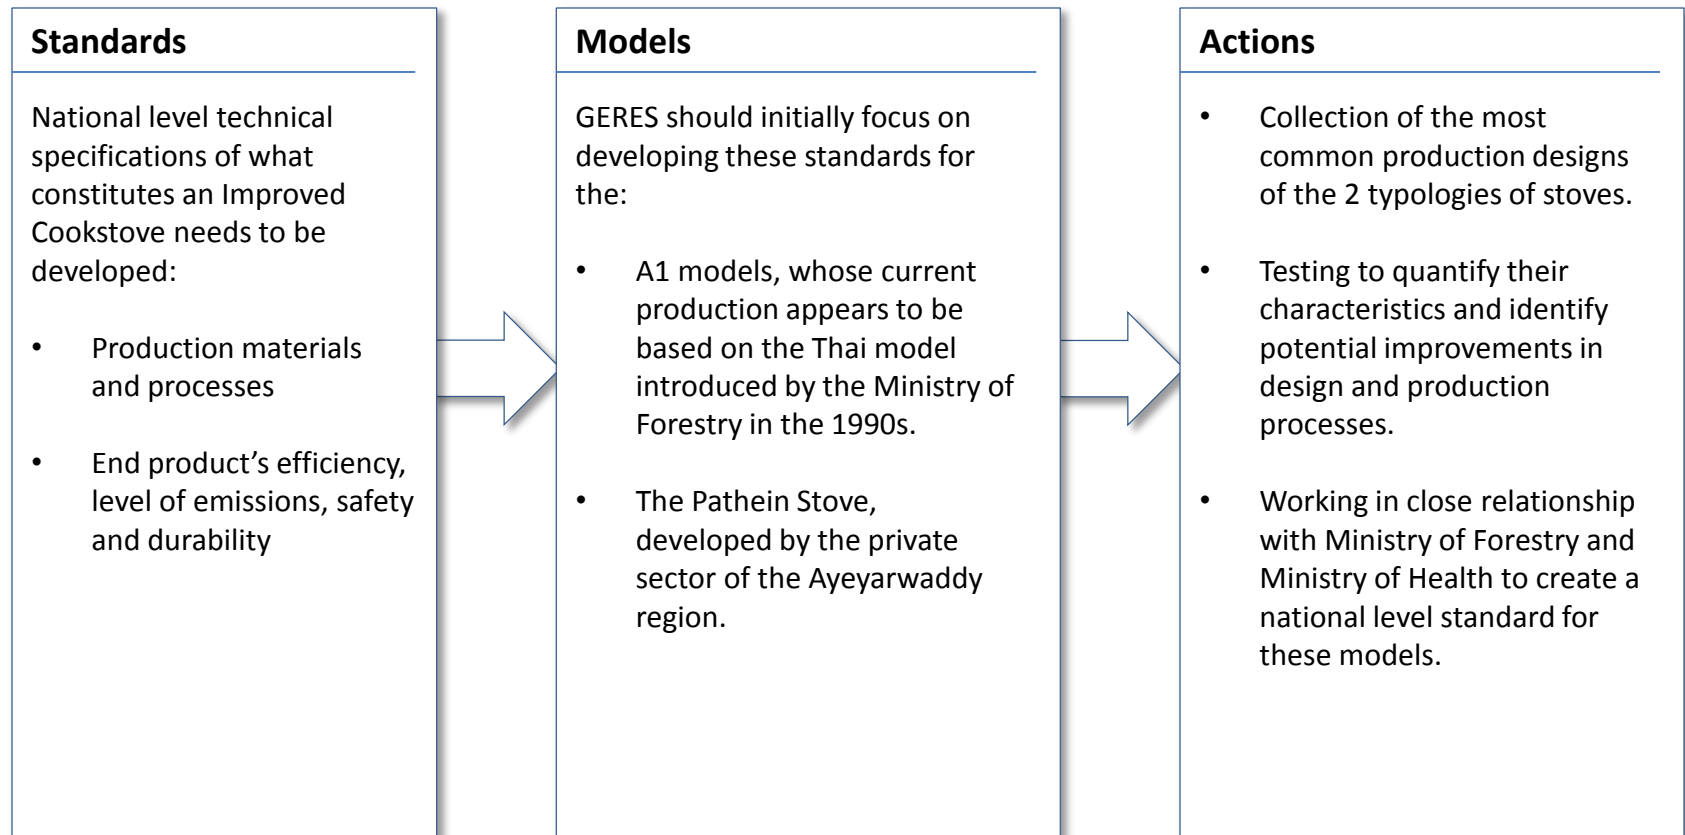 Standards
National level technical
specifications of what
constitutes an Improved
Cookstove needs to be
developed:
• Production materials
and processes
• End product’s efficiency,
level of emissions, safety
and durability
Models
GERES should initially focus on
developing these standards for
the:
• A1 models, whose current
production appears to be
based on the Thai model
introduced by the Ministry of
Forestry in the 1990s.
• The Pathein Stove,
developed by the private
sector of the Ayeyarwaddy
region.
Actions
• Collection of the most
common production designs
of the 2 typologies of stoves.
• Testing to quantify their
characteristics and identify
potential improvements in
design and production
processes.
• Working in close relationship
with Ministry of Forestry and
Ministry of Health to create a
national level standard for
these models.